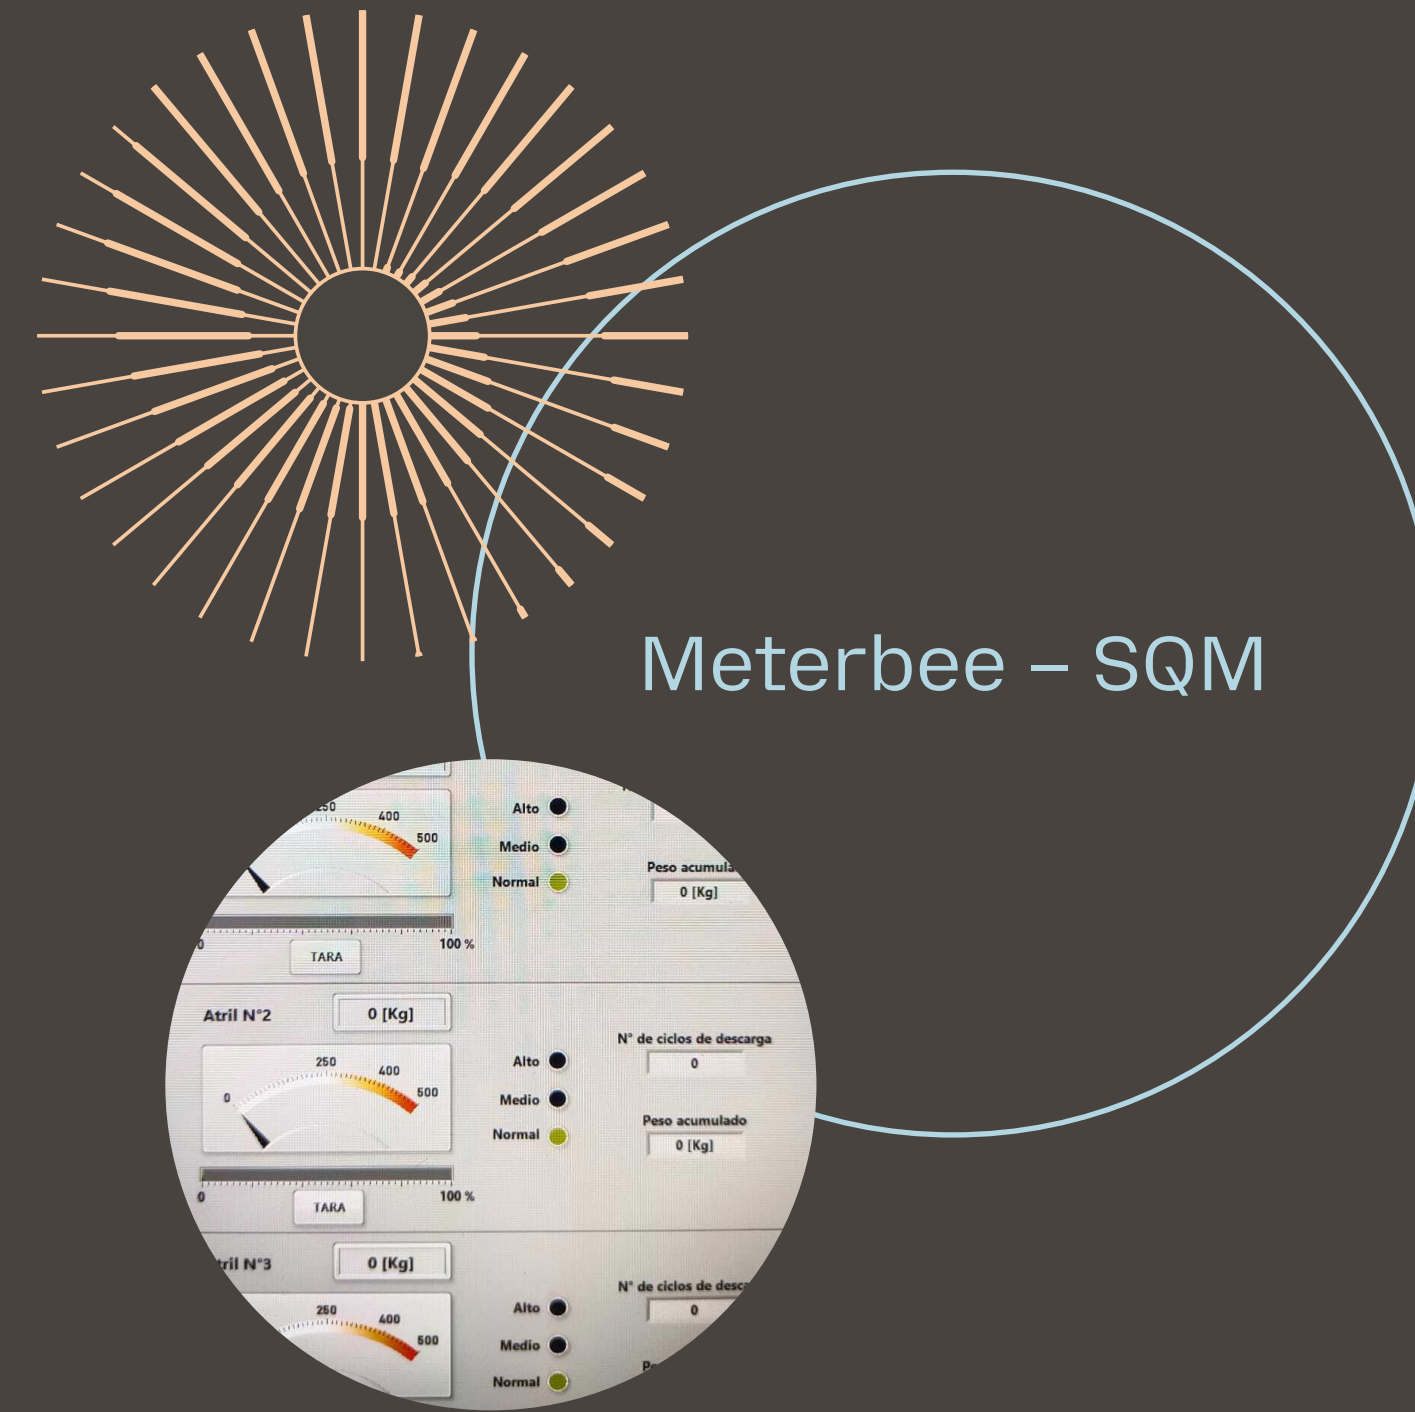 Meterbee – SQM
250
400
500
Alto
Medio
Normal
Peso acumula
0 [Kg]
0
100 %
TARA
Atril N°2
0 [Kg]
0
250
400
500
Alto
Medio
Normal
N° de ciclos de descarga
0
Peso acumulado
0 [Kg]
0
100 %
TARA
tril N°3
0 [Kg]
250
400
500
Alto
Medio
Normal
N° de ciclos de desc
0
Pe